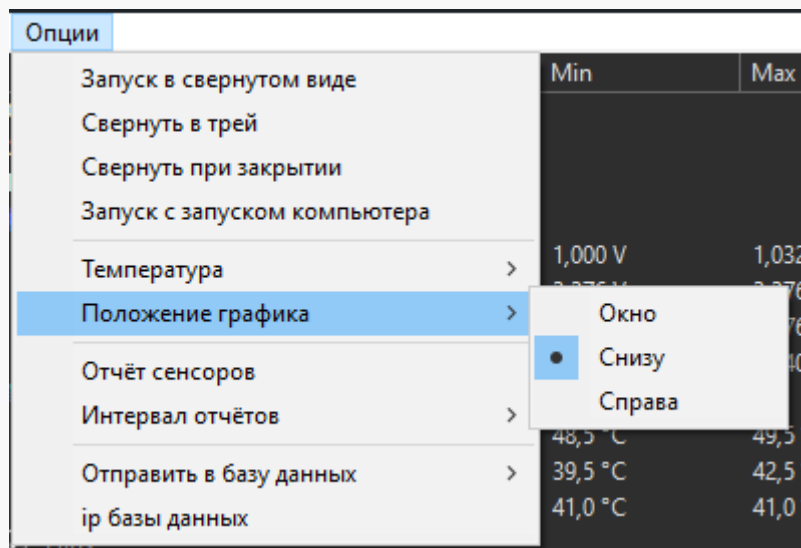 Опции
Min Max
Запуск в свернутом виде
Свернуть в трей
Свернуть при закрытии
Запуск с запуском компьютера
1,000 V
Температура
Положение графика
Окно
Снизу
Справа
Отчёт сенсоров
Интервал отчётов
48,5 °C 49,5
Отправить в базу данных
39,5 °C 42,5
ip базы данных
41,0 °C 41,0